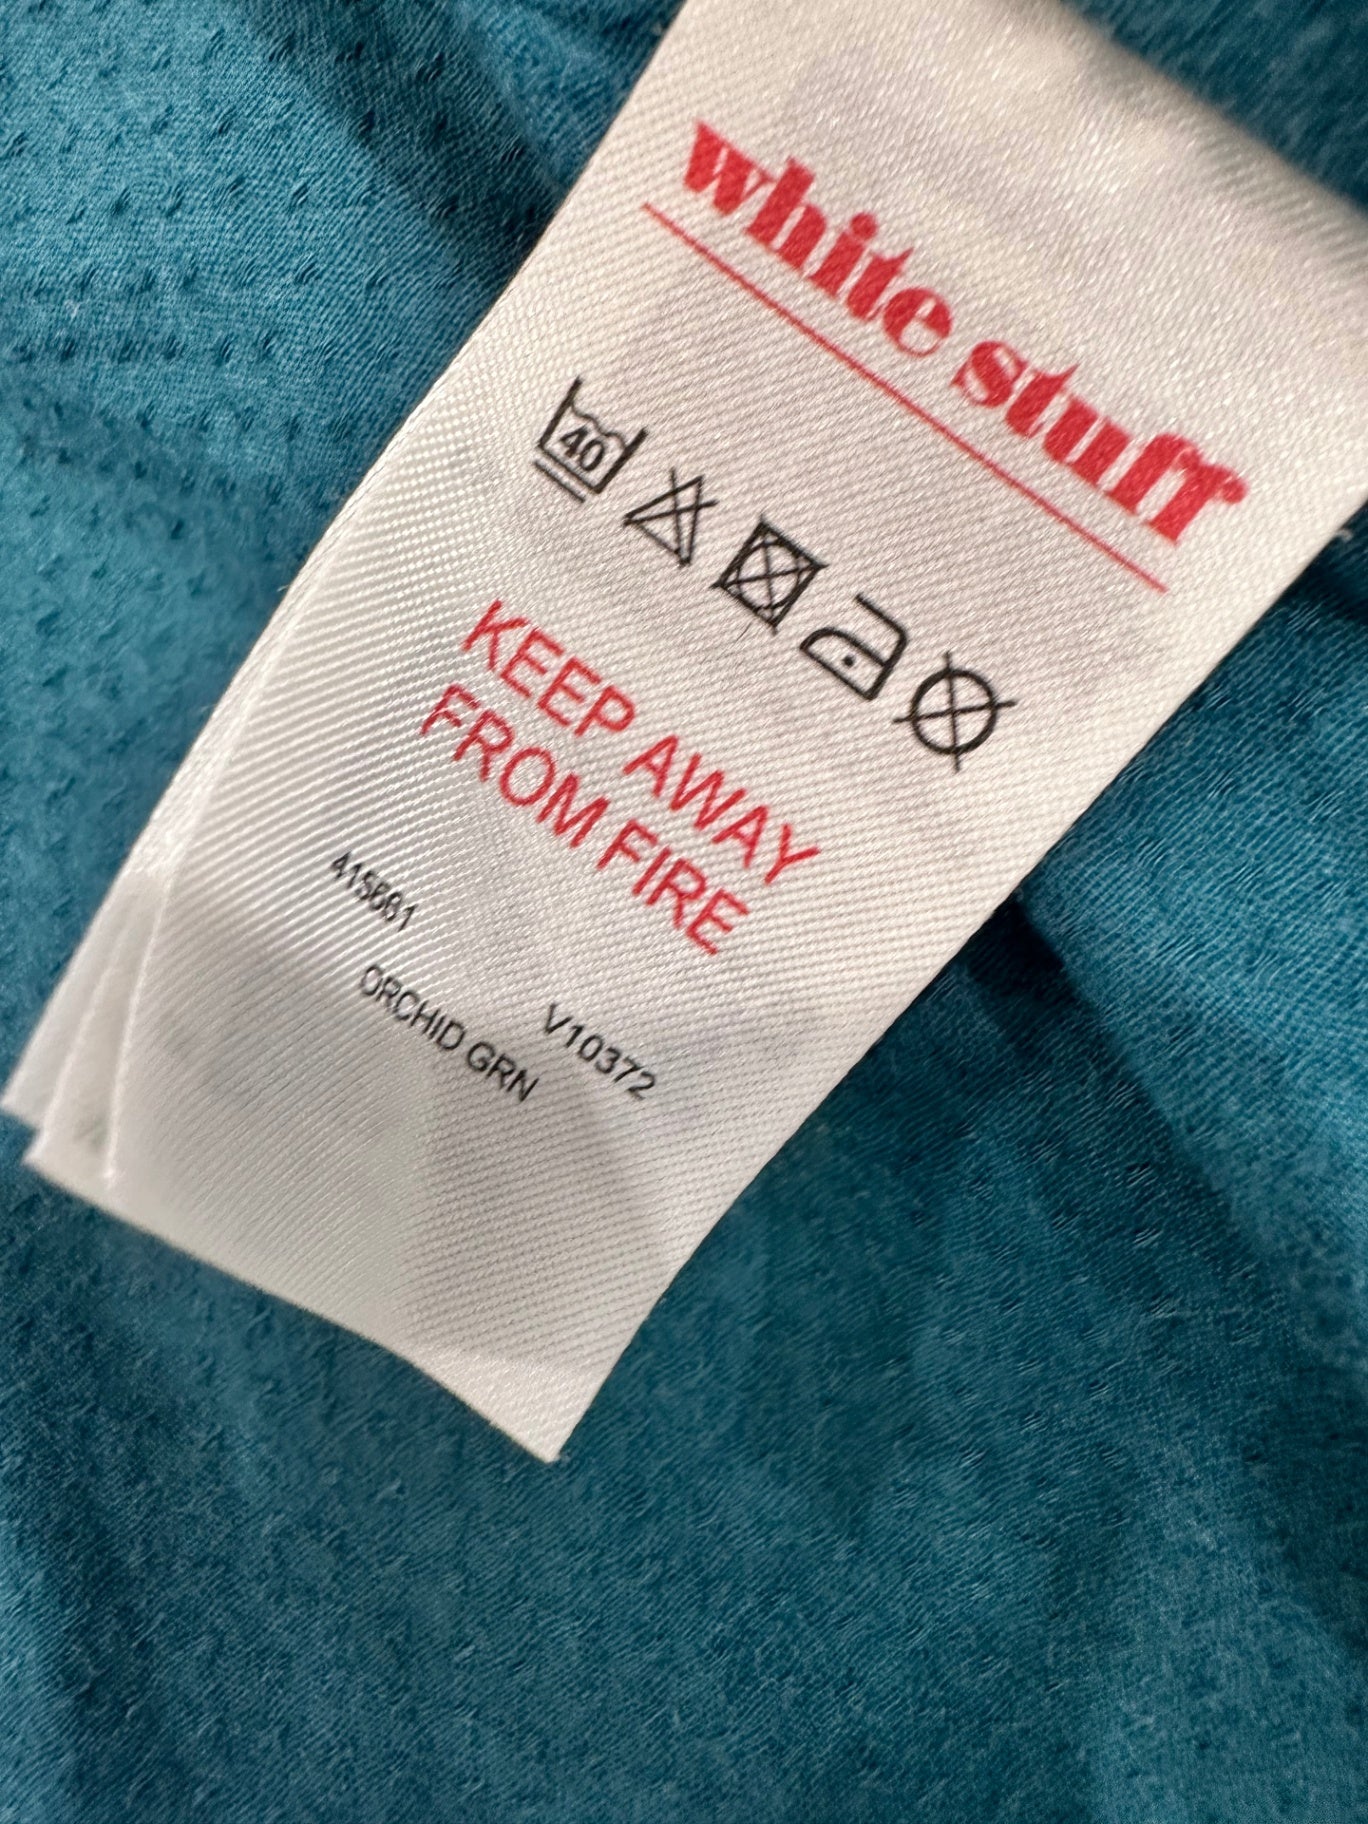 white stuff
40
KEEP AWAY
FROM FIRE
415661
V10372
ORCHID GRN